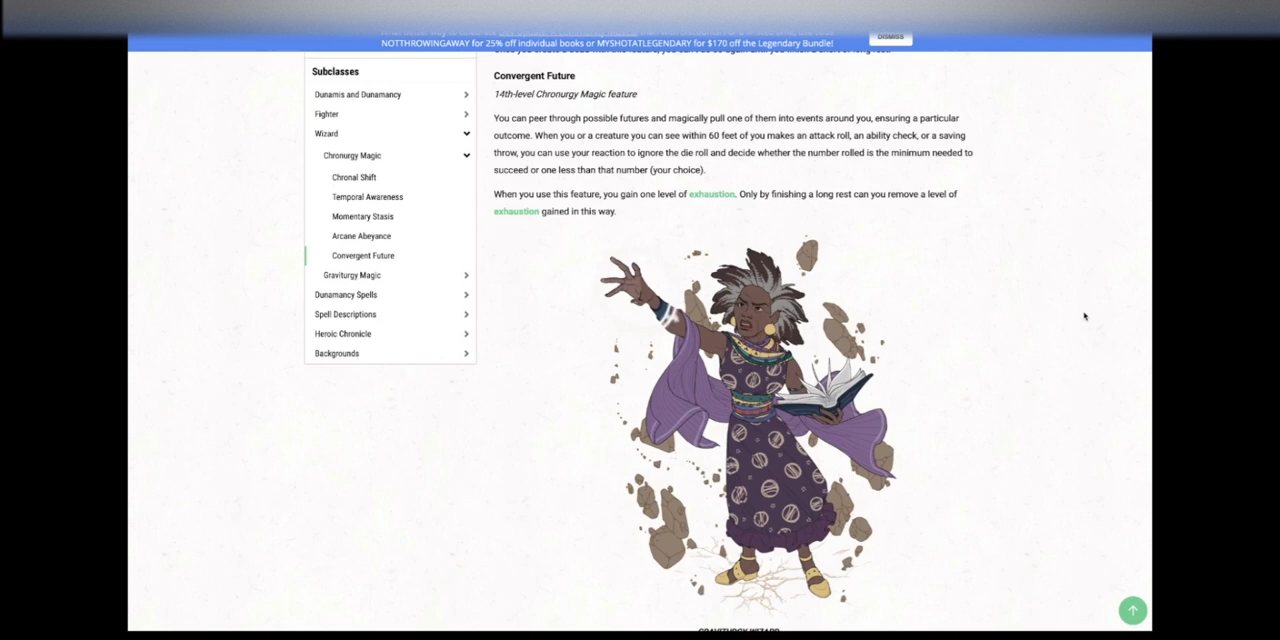 NOTTHROWINGAWAY for 25% off individual books or MYSHOTATLEGENDARY for $170 off the Legendary Bundle!
DISMISS
Subclasses
Dunamis and Dunamancy
Fighter
Wizard
Chronurgy Magic
Chronal Shift
Temporal Awareness
Momentary Stasis
Arcane Abeyance
Convergent Future
Graviturgy Magic
Dunamancy Spells
Spell Descriptions
Heroic Chronicle
Backgrounds
Convergent Future
14th-level Chronurgy Magic feature
You can peer through possible futures and magically pull one of them into events around you, ensuring a particular
outcome. When you or a creature you can see within 60 feet of you makes an attack roll, an ability check, or a saving
throw, you can use your reaction to ignore the die roll and decide whether the number rolled is the minimum needed to
succeed or one less than that number (your choice).
When you use this feature, you gain one level of exhaustion. Only by finishing a long rest can you remove a level of
exhaustion gained in this way.